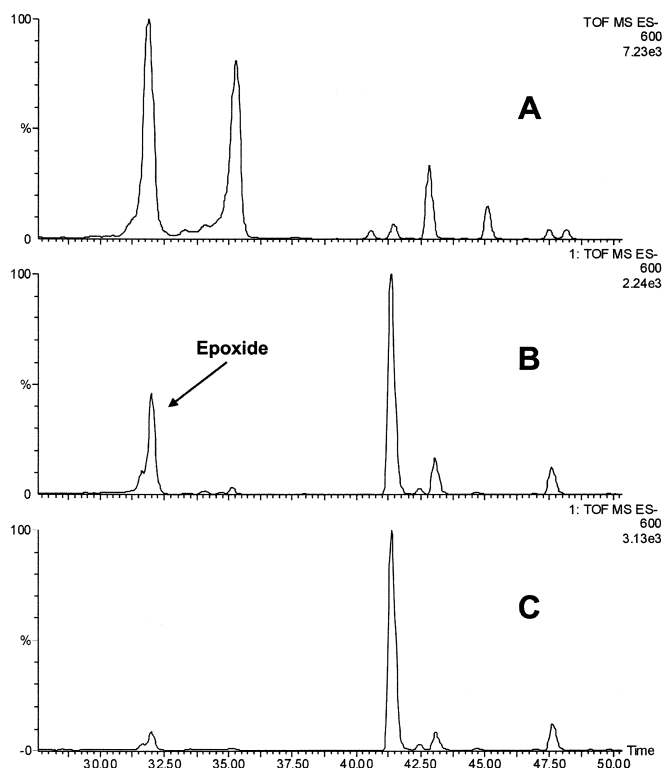 100
TOF MS ES-
600
7.23e3
A
%
0
1: TOF MS ES-
600
2.24e3
100
Epoxide
B
%
0
1: TOF MS ES-
600
3.13e3
100
C
%
-0
Time
30.00 32.50 35.00 37.50 40.00 42.50 45.00 47.50 50.00